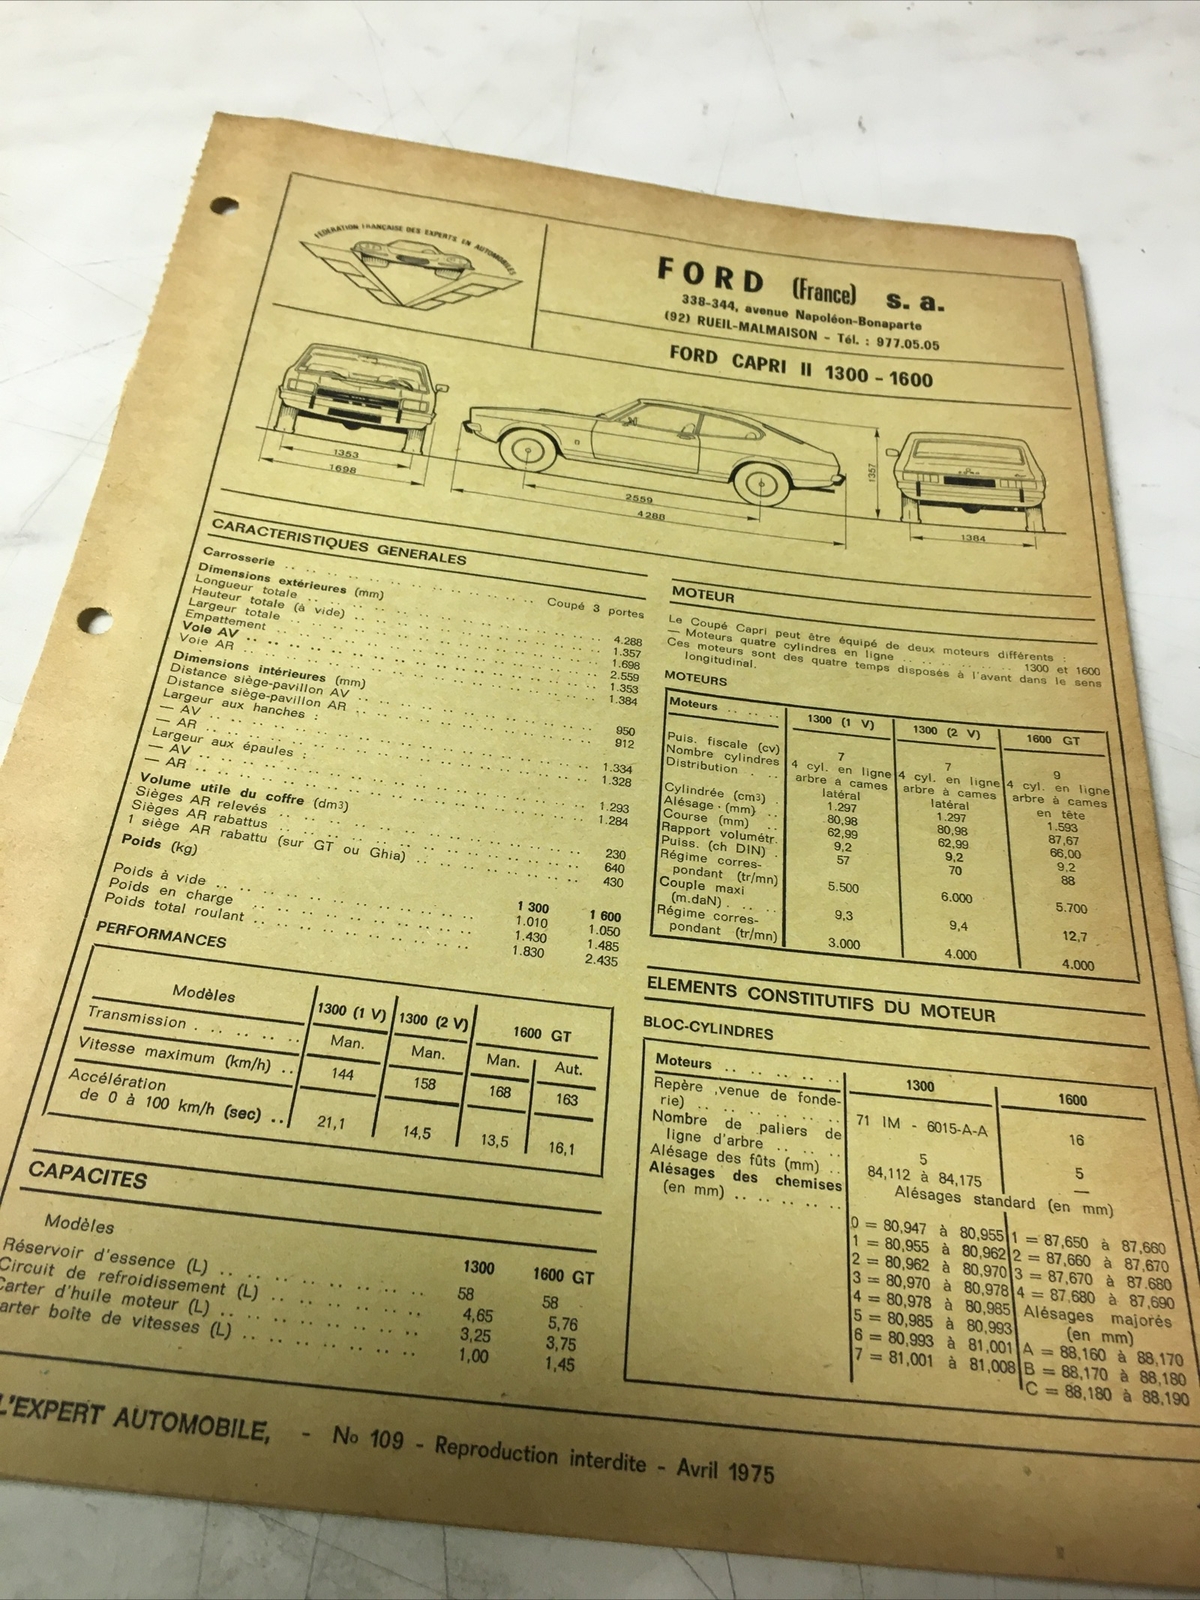 FEDERATION FRANÇAISE DES EXPERTS EN AUTOMOBILES
FORD (France) s. a.
338-344, avenue Napoléon-Bonaparte
(92) RUEIL-MALMAISON - Tél. : 977.05.05
FORD CAPRI II 1300 - 1600
1353
1698
2559
4288
1357
1384
CARACTERISTIQUES GENERALES
Carrosserie .. .. .. Coupé 3 portes
Dimensions extérieures (mm)
Longueur totale .. .. .. 4.288
Hauteur totale (à vide) .. .. .. 1.357
Largeur totale .. .. .. 1.698
Empattement .. .. .. 2.559
Voie AV .. .. .. 1.353
Voie AR .. .. .. 1.384
Dimensions intérieures (mm)
Distance siège-pavillon AV .. .. .. 950
Distance siège-pavillon AR .. .. .. 912
Largeur aux hanches :
— AV .. .. .. 1.334
— AR .. .. .. 1.328
Largeur aux épaules :
— AV .. .. .. 1.293
— AR .. .. .. 1.284
Volume utile du coffre (dm3)
Sièges AR relevés .. .. .. 230
Sièges AR rabattus .. .. .. 640
1 siège AR rabattu (sur GT ou Ghia) .. .. .. 430
Poids (kg)
1 300 1 600
Poids à vide .. .. .. 1.010 1.050
Poids en charge .. .. .. 1.430 1.485
Poids total roulant .. .. .. 1.830 2.435
PERFORMANCES
Modèles 1300 (1 V) 1300 (2 V) 1600 GT
Transmission . .. .. .. Man. Man. Man. Aut.
Vitesse maximum (km/h) .. 144 158 168 163
Accélération
de 0 à 100 km/h (sec) .. 21,1 14,5 13,5 16,1
CAPACITES
Modèles 1300 1600 GT
Réservoir d'essence (L) .. .. .. 58 58
Circuit de refroidissement (L) .. .. .. 4,65 5,76
Carter d'huile moteur (L) .. .. .. 3,25 3,75
arter boîte de vitesses (L) .. .. .. 1,00 1,45
MOTEUR
Le Coupé Capri peut être équipé de deux moteurs différents :
— Moteurs quatre cylindres en ligne .. .. .. 1300 et 1600
Ces moteurs sont des quatre temps disposés à l'avant dans le sens
longitudinal.
MOTEURS
Moteurs .. .. .. 1300 (1 V) 1300 (2 V) 1600 GT
Puis. fiscale (cv) 7 7 9
Nombre cylindres 4 cyl. en ligne 4 cyl. en ligne 4 cyl. en ligne
Distribution . .. arbre à cames arbre à cames arbre à cames
latéral latéral en tête
Cylindrée (cm3) . 1.297 1.297 1.593
Alésage (mm) .. 80,98 80,98 87,67
Course (mm) .. 62,99 62,99 66,00
Rapport volumétr. 9,2 9,2 9,2
Puiss. (ch DIN) . 57 70 88
Régime corres-
pondant (tr/mn) 5.500 6.000 5.700
Couple maxi
(m.daN) . .. .. 9,3 9,4 12,7
Régime corres-
pondant (tr/mn) 3.000 4.000 4.000
ELEMENTS CONSTITUTIFS DU MOTEUR
BLOC-CYLINDRES
Moteurs .. .. .. .. 1300 1600
Repère ,venue de fonde-
rie) .. .. .. 71 IM - 6015-A-A 16
Nombre de paliers de
ligne d'arbre .. .. .. 5 5
Alésage des fûts (mm) .. 84,112 à 84,175 —
Alésages des chemises Alésages standard (en mm)
(en mm) .. .. ..
0 = 80,947 à 80,955 1 = 87,650 à 87,660
1 = 80,955 à 80,962 2 = 87,660 à 87,670
2 = 80,962 à 80,970 3 = 87,670 à 87.680
3 = 80,970 à 80,978 4 = 87,680 à 87,690
4 = 80,978 à 80,985 Alésages majorés
5 = 80,985 à 80,993 (en mm)
6 = 80,993 à 81,001 A = 88,160 à 88,170
7 = 81,001 à 81,008 B = 88,170 à 88,180
C = 88,180 à 88,190
L'EXPERT AUTOMOBILE, - No 109 - Reproduction interdite - Avril 1975